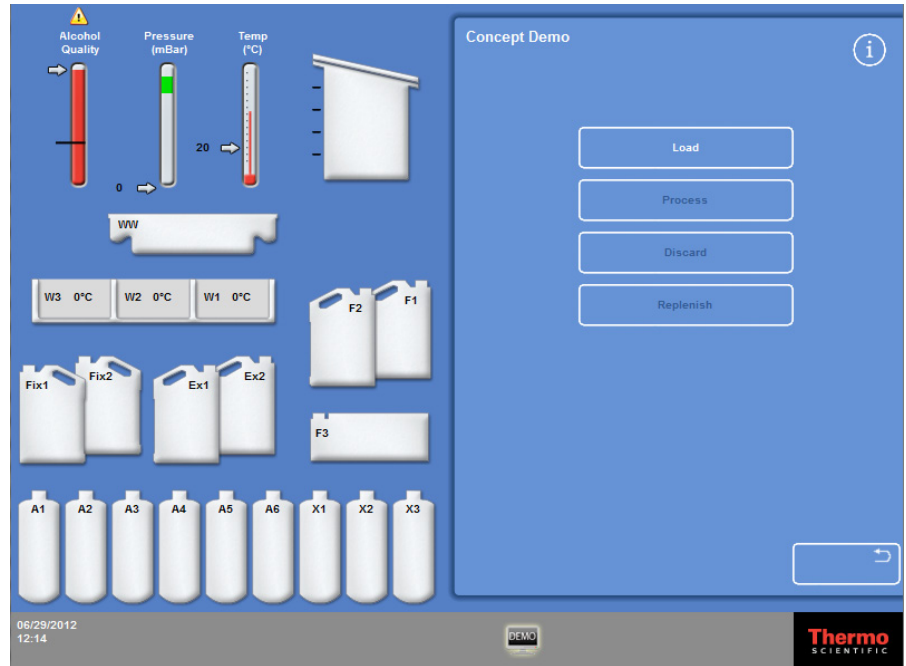 Alcohol
Quality
Pressure
(mBar)
Temp
(°C)
20
0
WW
W3 0°C
W2 0°C
W1 0°C
F2
F1
Fix1
Fix2
Ex1
Ex2
F3
A1
A2
A3
A4
A5
A6
X1
X2
X3
Concept Demo
i
Load
Process
Discard
Replenish
06/29/2012
12:14
DEMO
Thermo
SCIENTIFIC